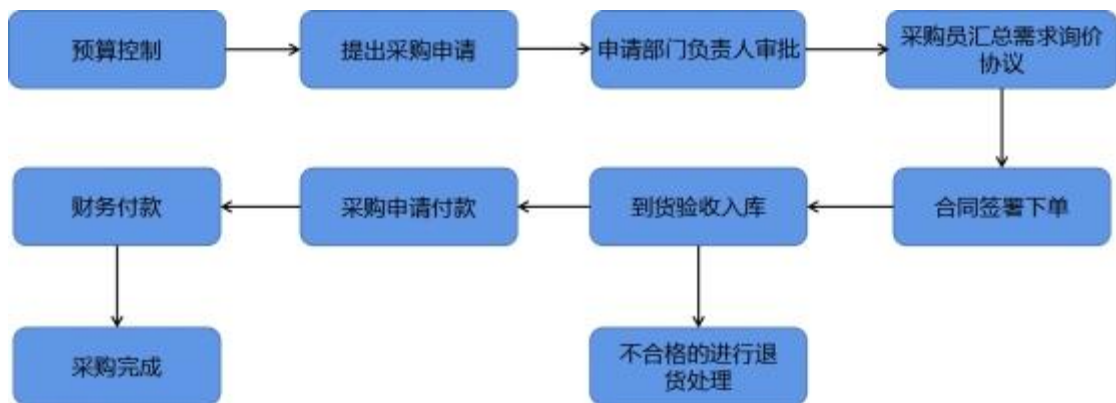 预算控制
提出采购申请
申请部门负责人审批
采购员汇总需求询价
协议
合同签署下单
到货验收入库
采购申请付款
财务付款
采购完成
不合格的进行退
货处理